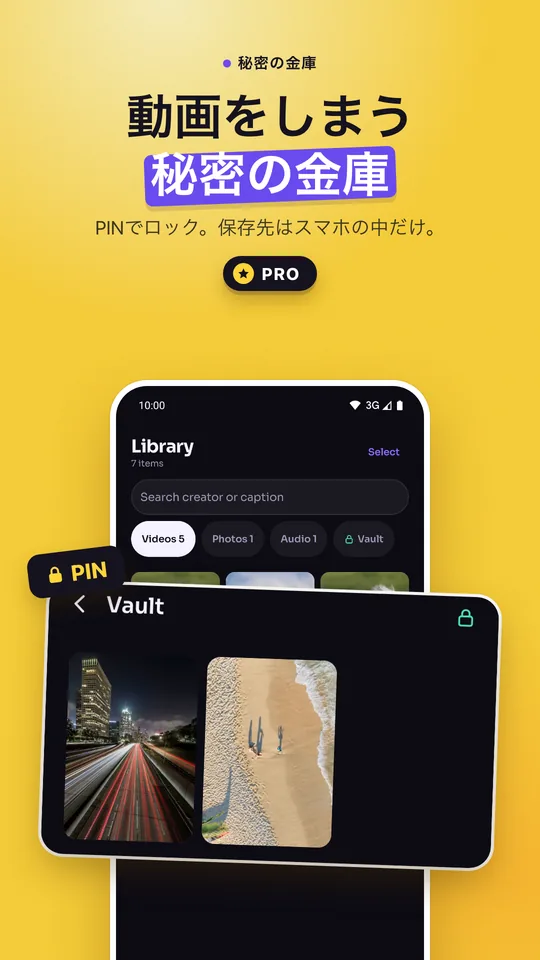 秘密の金庫
動画をしまう
秘密の金庫
PINでロック。保存先はスマホの中だけ。
PRO
10:00
3G
Library
7 items
Select
Search creator or caption
Videos 5
Photos 1
Audio 1
Vault
PIN
Vault